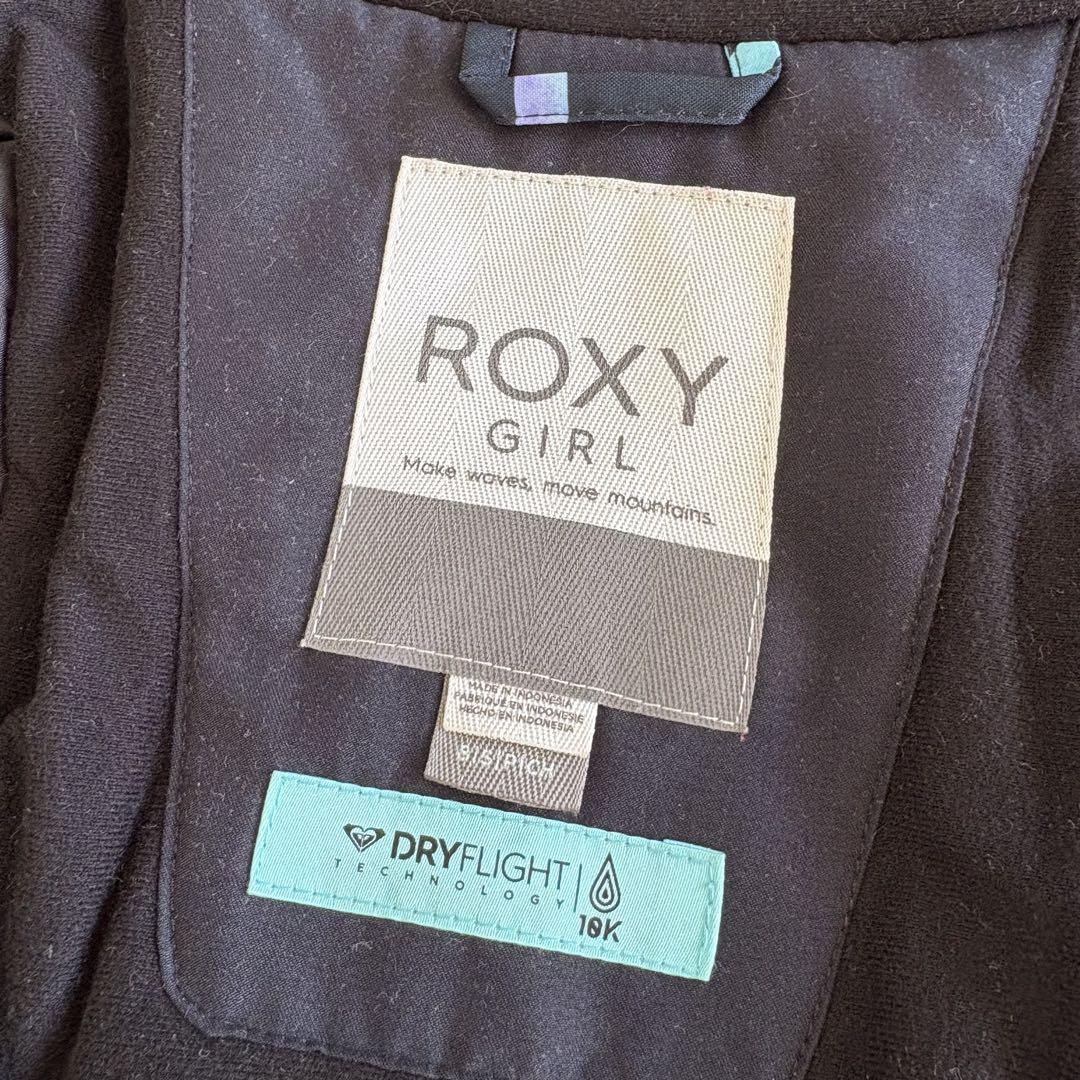 ROXY
GIRL
Make waves, move mountains.
MADE IN INDONESIA
FABRIQUE EN INDONESIE
HECHO EN INDONESIA
8/S|P|CH
DRYFLIGHT
TECHNOLOGY
10K